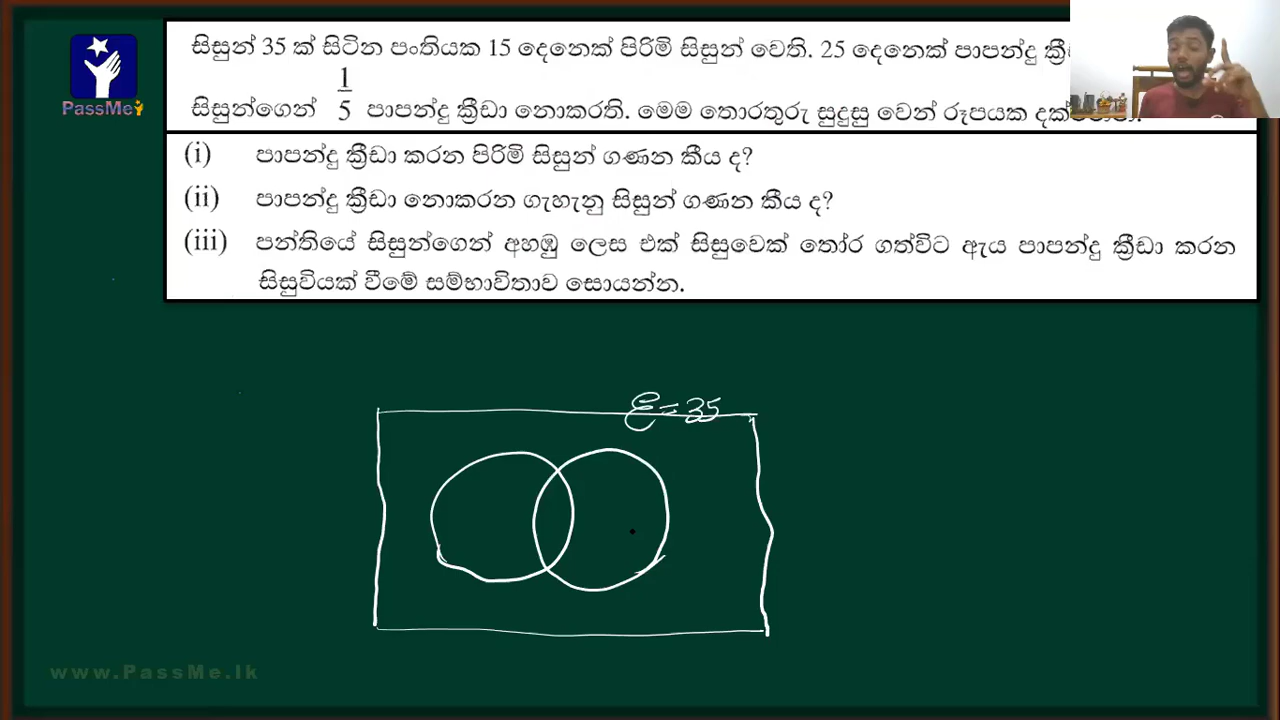 සිසුන් 35 ක් සිටින පංතියක 15 දෙනෙක් පිරිමි සිසුන් වෙති. 25 දෙනෙක් පාපන්දු
සිසුන්ගෙන් 1/5 පාපන්දු ක්‍රීඩා නොකරති. මෙම තොරතුරු සුදුසු වෙන් රූපයක
(i) පාපන්දු ක්‍රීඩා කරන පිරිමි සිසුන් ගණන කීය ද?
(ii) පාපන්දු ක්‍රීඩා නොකරන ගැහැනු සිසුන් ගණන කීය ද?
(iii) පන්තියේ සිසුන්ගෙන් අහඹු ලෙස එක් සිසුවෙක් තෝර ගත්විට ඇය පාපන්දු ක්‍රීඩා කරන
සිසුවියක් වීමේ සම්භාවිතාව සොයන්න.
PassMe
ℰ = 35
www.PassMe.lk